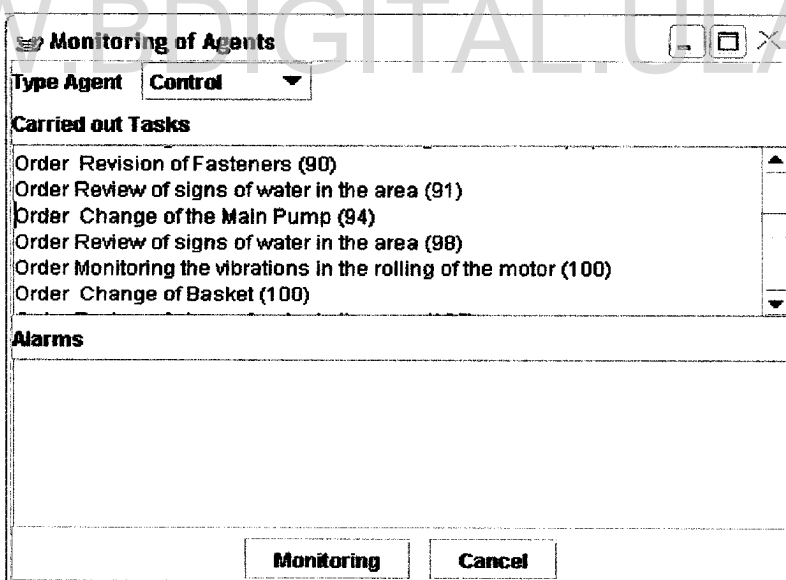 W.BDIGITAL.ULA
Monitoring of Agents
Type Agent Control
Carried out Tasks
Order Revision of Fasteners (90)
Order Review of signs of water in the area (91)
Order Change of the Main Pump (94)
Order Review of signs of water in the area (98)
Order Monitoring the vibrations in the rolling of the motor (100)
Order Change of Basket (100)
Alarms
Monitoring Cancel